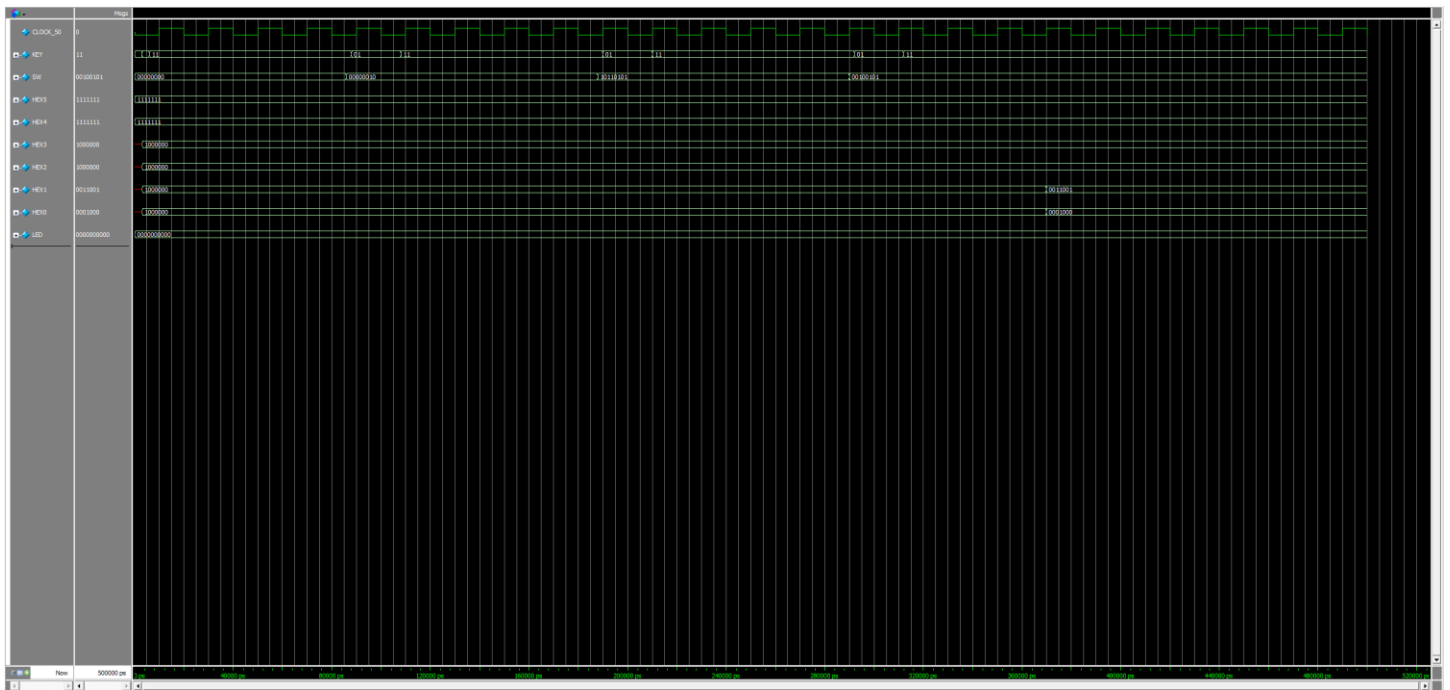 Msgs
CLOCK_50 0
KEY 11 11 01 11 01 11 01 11
SW 00100101 00000000 00000010 10110101 00100101
HEX5 1111111 1111111
HEX4 1111111 1111111
HEX3 1000000 1000000
HEX2 1000000 1000000
HEX1 0011001 1000000 0011001
HEX0 0001000 1000000 0001000
LED 0000000000 0000000000
Now 500000 ps 0 ps 40000 ps 80000 ps 120000 ps 160000 ps 200000 ps 240000 ps 280000 ps 320000 ps 360000 ps 400000 ps 440000 ps 480000 ps 520000 ps